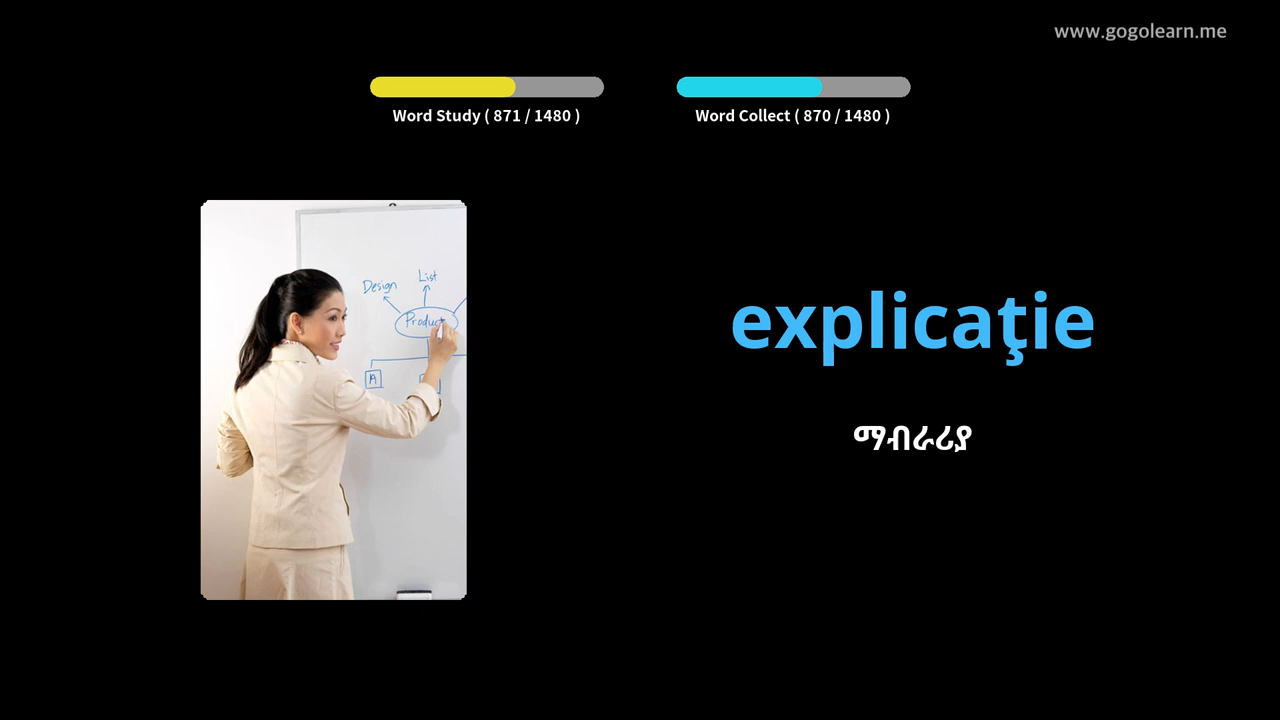 www.gogolearn.me
Word Study ( 871 / 1480 )
Word Collect ( 870 / 1480 )
Design
List
Product
A
explicaţie
ማብራሪያ